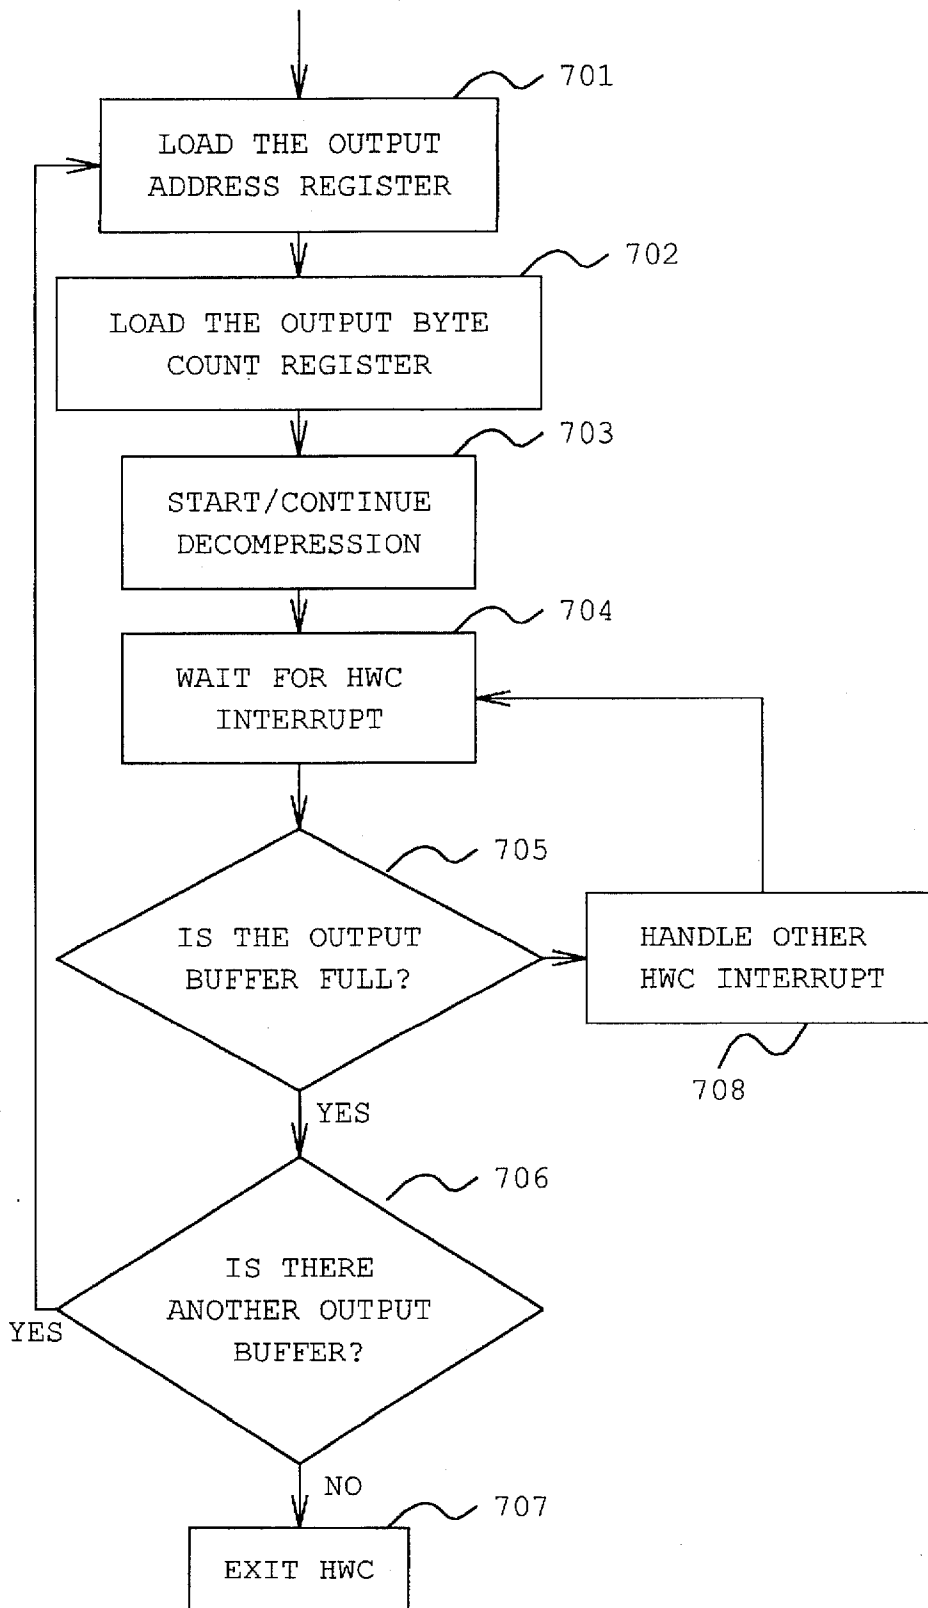 701
LOAD THE OUTPUT
ADDRESS REGISTER
702
LOAD THE OUTPUT BYTE
COUNT REGISTER
703
START/CONTINUE
DECOMPRESSION
704
WAIT FOR HWC
INTERRUPT
705
IS THE OUTPUT
BUFFER FULL?
HANDLE OTHER
HWC INTERRUPT
708
YES
706
IS THERE
ANOTHER OUTPUT
BUFFER?
YES
NO
707
EXIT HWC